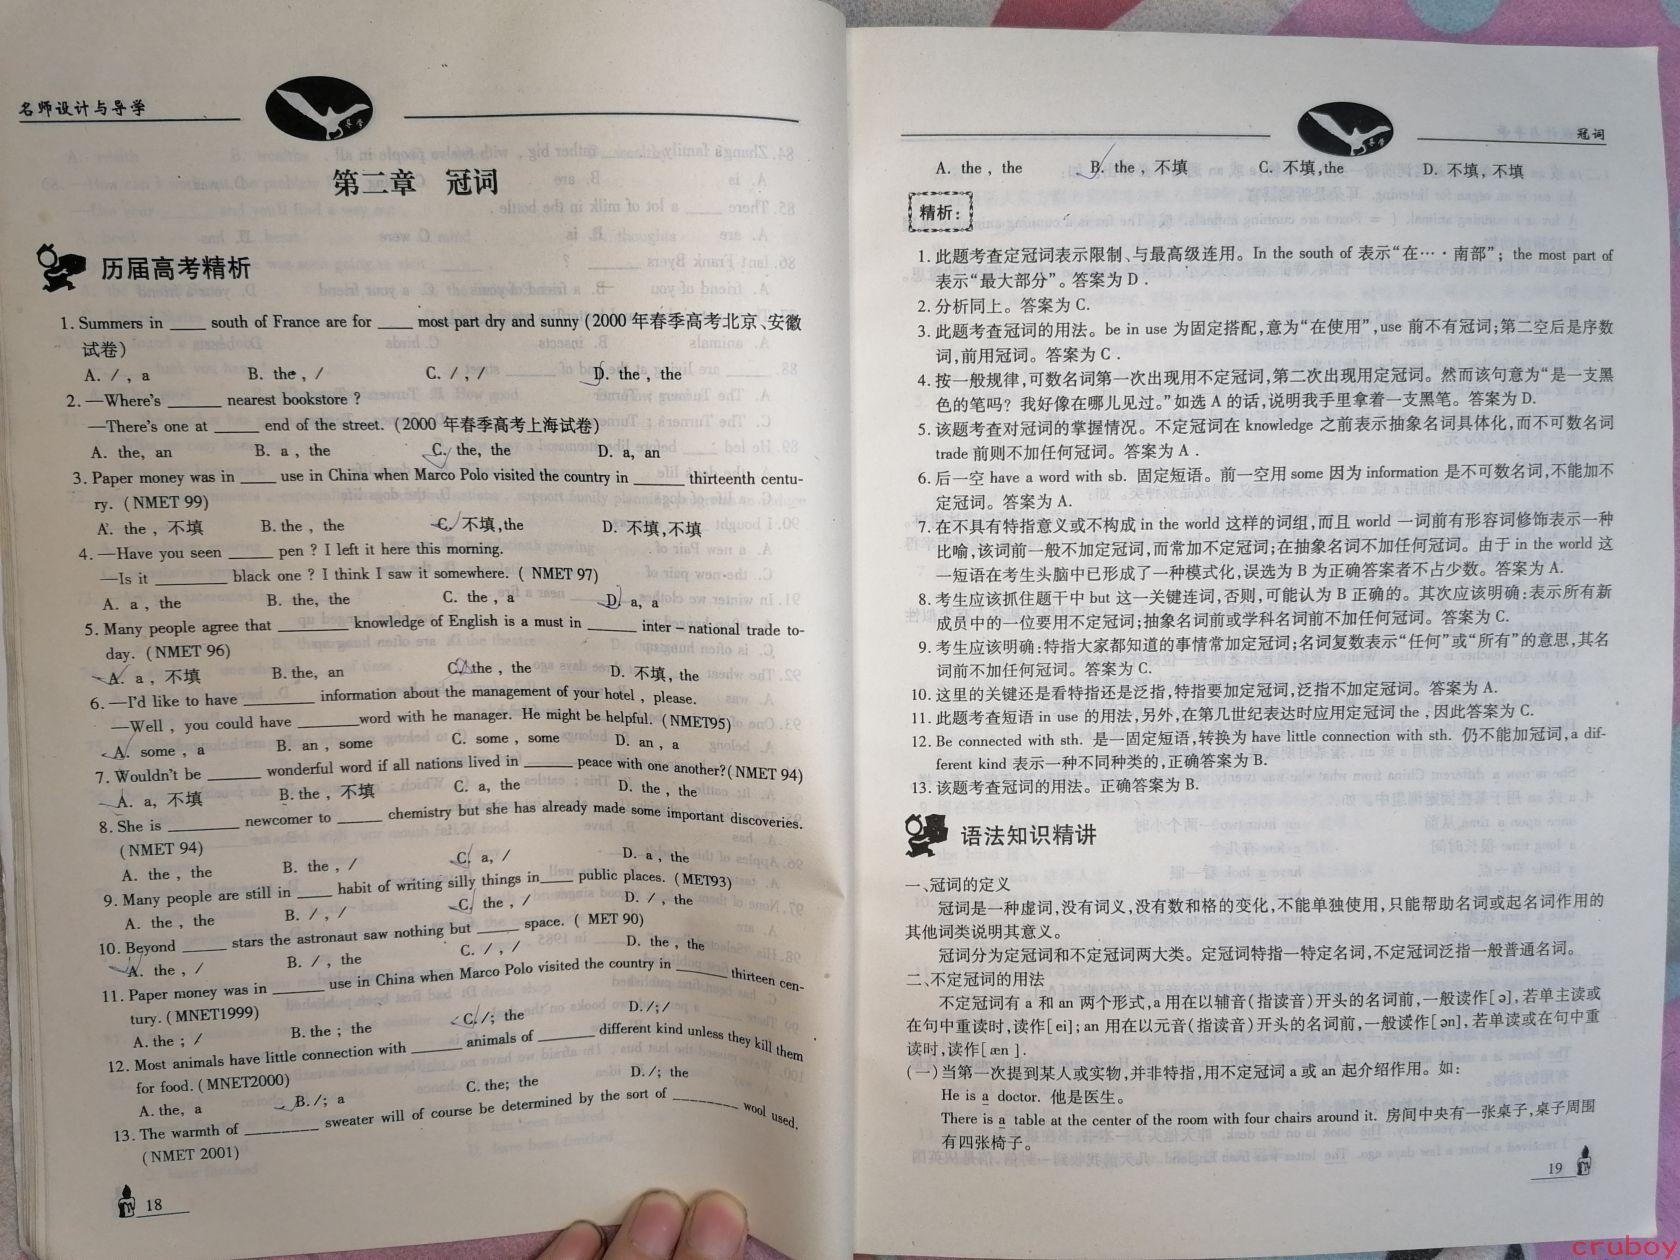 名师设计与导学
第二章 冠词
历届高考精析
1. Summers in ____ south of France are for ____ most part dry and sunny (2000年春季高考北京、安徽
试卷)
A. / , a B. the , / C. / , / D. the , the
2. —Where's ______ nearest bookstore ?
—There's one at _____ end of the street. (2000年春季高考上海试卷)
A. the, an B. a , the C. the, the D. a, an
3. Paper money was in ____ use in China when Marco Polo visited the country in ______ thirteenth centu-
ry. (NMET 99)
A. the , 不填 B. the , the C. 不填,the D. 不填,不填
4. —Have you seen _____ pen ? I left it here this morning.
—Is it ________ black one ? I think I saw it somewhere. ( NMET 97)
A. a , the B. the, the C. the , a D. a, a
5. Many people agree that ________ knowledge of English is a must in ______ inter-national trade to-
day. (NMET 96)
A. a , 不填 B. the, an C. the , the D. 不填, the
6. —I'd like to have ________ information about the management of your hotel , please.
—Well , you could have ________word with he manager. He might be helpful. (NMET95)
A. some , a B. an , some C. some , some D. an , a
7. Wouldn't be ______ wonderful word if all nations lived in ______ peace with one another?(NMET 94)
A. a, 不填 B. the , 不填 C. a, the D. the , the
8. She is ________ newcomer to _____ chemistry but she has already made some important discoveries.
(NMET 94)
A. the , the B. the , / C. a, / D. a , the
9. Many people are still in ____ habit of writing silly things in____ public places. (MET93)
A. the , the B. / , / C. the , / D. / , the
10. Beyond _____ stars the astronaut saw nothing but _____ space. ( MET 90)
A. the , / B. / , the C. / , / D. the , the
11. Paper money was in ______ use in China when Marco Polo visited the country in ______ thirteen cen-
tury. (MNET1999)
A. the ; / B. the ; the C. /; the D. /;/
12. Most animals have little connection with ______ animals of ______ different kind unless they kill them
for food. (MNET2000)
A. the, a B. /; a C. the; the D. /; the
13. The warmth of ________ sweater will of course be determined by the sort of ________ wool used.
(NMET 2001)
18
冠词
A. the , the B. the , 不填 C. 不填,the D. 不填, 不填
精析:
1. 此题考查定冠词表示限制、与最高级连用。In the south of 表示“在…·南部”; the most part of
表示“最大部分”。答案为 D .
2. 分析同上。答案为 C.
3. 此题考查冠词的用法。be in use 为固定搭配,意为“在使用”,use 前不有冠词;第二空后是序数
词,前用冠词。答案为 C .
4. 按一般规律,可数名词第一次出现用不定冠词,第二次出现用定冠词。然而该句意为“是一支黑
色的笔吗? 我好像在哪儿见过。”如选 A 的话,说明我手里拿着一支黑笔。答案为 D.
5. 该题考查对冠词的掌握情况。不定冠词在 knowledge 之前表示抽象名词具体化,而不可数名词
trade 前则不加任何冠词。答案为 A .
6. 后一空 have a word with sb. 固定短语。前一空用 some 因为 information 是不可数名词,不能加不
定冠词。答案为 A.
7. 在不具有特指意义或不构成 in the world 这样的词组,而且 world 一词前有形容词修饰表示一种
比喻,该词前一般不加定冠词,而常加不定冠词;在抽象名词不加任何冠词。由于 in the world 这
一短语在考生头脑中已形成了一种模式化,误选为 B 为正确答案者不占少数。答案为 A.
8. 考生应该抓住题干中 but 这一关键连词,否则,可能认为 B 正确的。其次应该明确:表示所有新
成员中的一位要用不定冠词;抽象名词前或学科名词前不加任何冠词。答案为 C.
9. 考生应该明确:特指大家都知道的事情常加定冠词;名词复数表示“任何”或“所有”的意思,其名
词前不加任何冠词。答案为 C.
10. 这里的关键还是看特指还是泛指,特指要加定冠词,泛指不加定冠词。答案为 A.
11. 此题考查短语 in use 的用法,另外,在第几世纪表达时应用定冠词 the , 因此答案为 C.
12. Be connected with sth. 是一固定短语,转换为 have little connection with sth. 仍不能加冠词,a dif-
ferent kind 表示一种不同种类的,正确答案为 B.
13. 该题考查冠词的用法。正确答案为 B.
语法知识精讲
一、冠词的定义
冠词是一种虚词,没有词义,没有数和格的变化,不能单独使用,只能帮助名词或起名词作用的
其他词类说明其意义。
冠词分为定冠词和不定冠词两大类。定冠词特指一特定名词,不定冠词泛指一般普通名词。
二、不定冠词的用法
不定冠词有 a 和 an 两个形式,a 用在以辅音(指读音)开头的名词前,一般读作[ə],若单主读或
在句中重读时,读作[ei]; an 用在以元音(指读音)开头的名词前,一般读作[ən],若单读或在句中重
读时,读作[æn ].
(一)当第一次提到某人或实物,并非特指,用不定冠词 a 或 an 起介绍作用。如:
He is a doctor. 他是医生。
There is a table at the center of the room with four chairs around it. 房间中央有一张桌子,桌子周围
有四张椅子。
19
cruboy